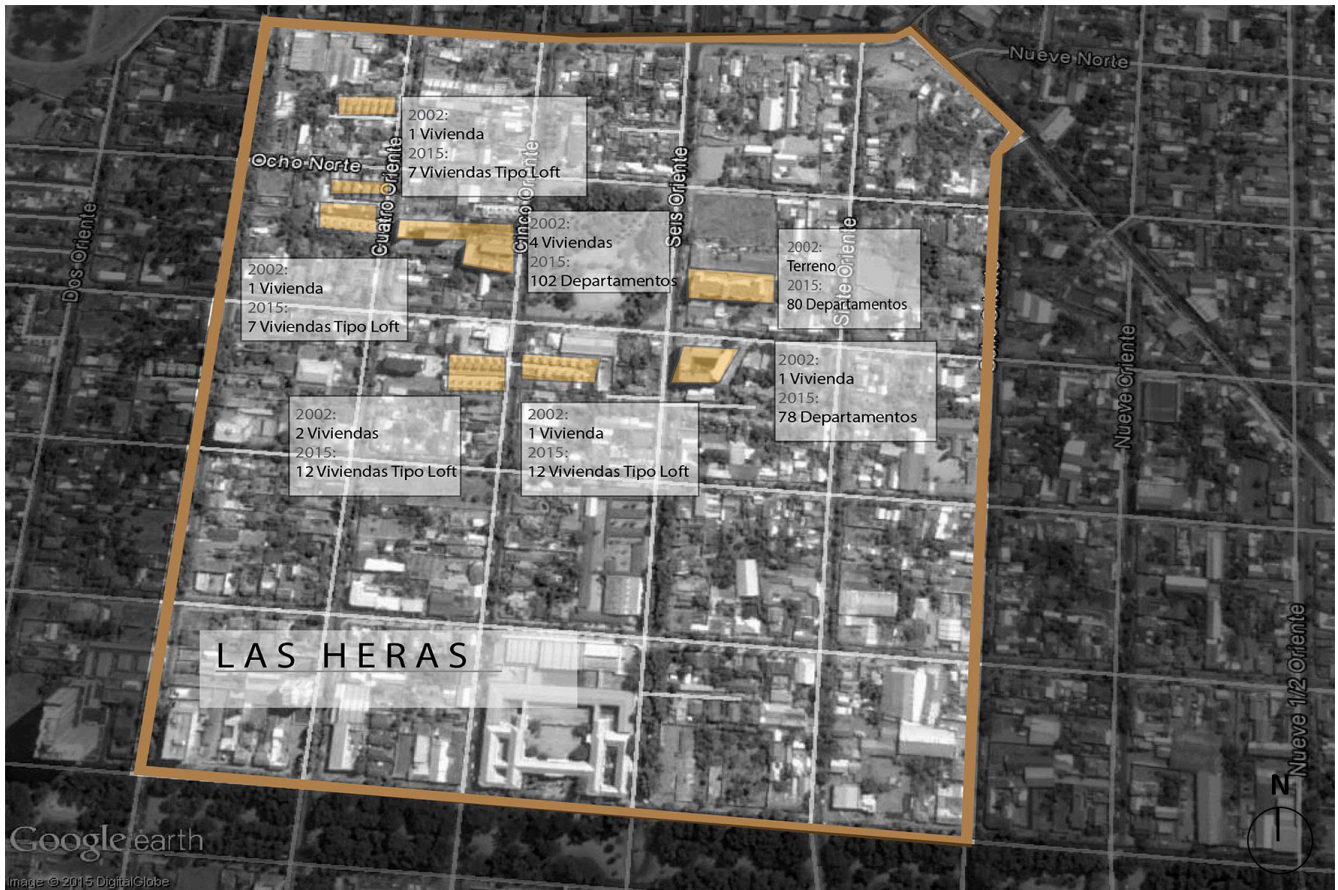 Nueve Norte
2002:
1 Vivienda
2015:
7 Viviendas Tipo Loft
Ocho Norte
Cuatro Oriente
Cinco Oriente
Seis Oriente
Dos Oriente
2002:
4 Viviendas
2015:
102 Departamentos
2002:
Terreno
2015:
80 Departamentos
Siete Oriente
2002:
1 Vivienda
2015:
7 Viviendas Tipo Loft
Oriente
Nueve Oriente
2002:
1 Vivienda
2015:
78 Departamentos
2002:
2 Viviendas
2015:
12 Viviendas Tipo Loft
2002:
1 Vivienda
2015:
12 Viviendas Tipo Loft
LAS HERAS
Nueve 1/2 Oriente
N
Google earth
Image © 2015 DigitalGlobe